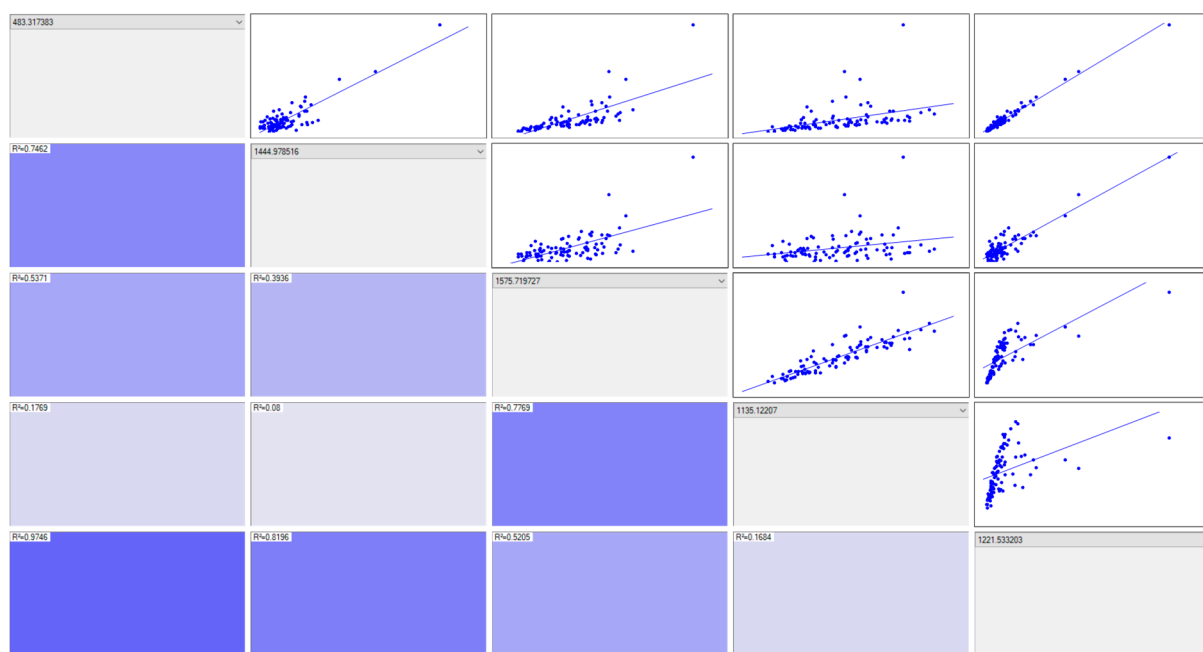 483.317383
R²=0.7462
1444.978516
R²=0.5371
R²=0.3936
1575.719727
R²=0.1769
R²=0.08
R²=0.7769
1135.12207
R²=0.9746
R²=0.8196
R²=0.5205
R²=0.1684
1221.533203